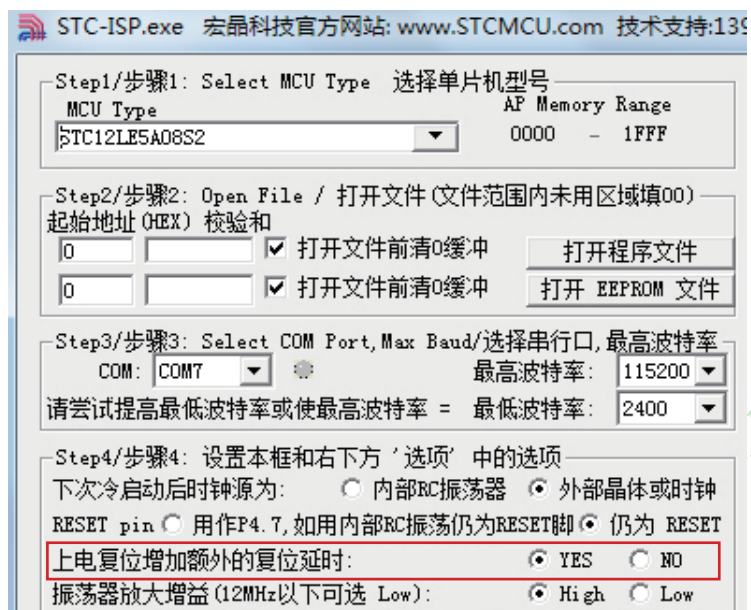 STC-ISP.exe 宏晶科技官方网站: www.STCMCU.com 技术支持:139
Step1/步骤1: Select MCU Type 选择单片机型号
MCU Type AP Memory Range
STC12LE5A08S2 0000 - 1FFF
Step2/步骤2: Open File / 打开文件(文件范围内未用区域填00)
起始地址(HEX) 校验和
0 打开文件前清0缓冲 打开程序文件
0 打开文件前清0缓冲 打开 EEPROM 文件
Step3/步骤3: Select COM Port,Max Baud/选择串行口,最高波特率
COM: COM7 最高波特率: 115200
请尝试提高最低波特率或使最高波特率 = 最低波特率: 2400
Step4/步骤4: 设置本框和右下方 '选项' 中的选项
下次冷启动后时钟源为: 内部RC振荡器 外部晶体或时钟
RESET pin 用作P4.7,如用内部RC振荡仍为RESET脚 仍为 RESET
上电复位增加额外的复位延时: YES NO
振荡器放大增益(12MHz以下可选 Low): High Low